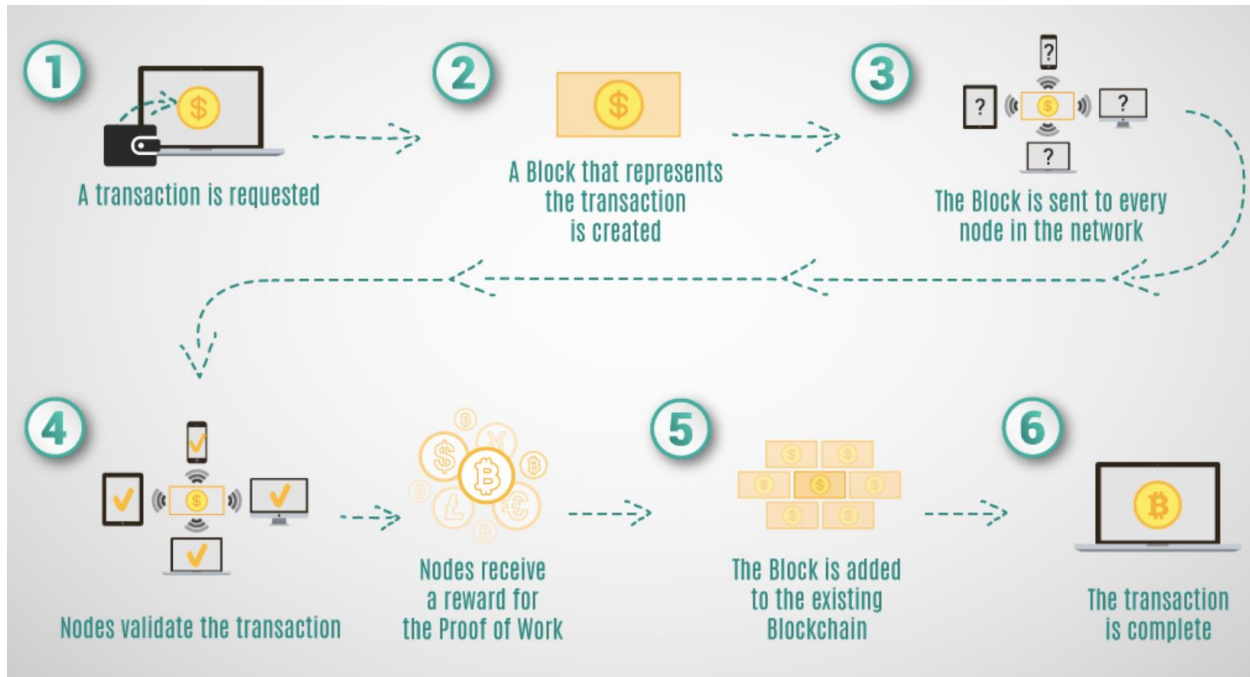 1
A transaction is requested
2
A Block that represents
the transaction
is created
3
?
?
?
?
$
The Block is sent to every
node in the network
4
$
Nodes validate the transaction
Nodes receive
a reward for
the Proof of Work
5
The Block is added
to the existing
Blockchain
6
The transaction
is complete